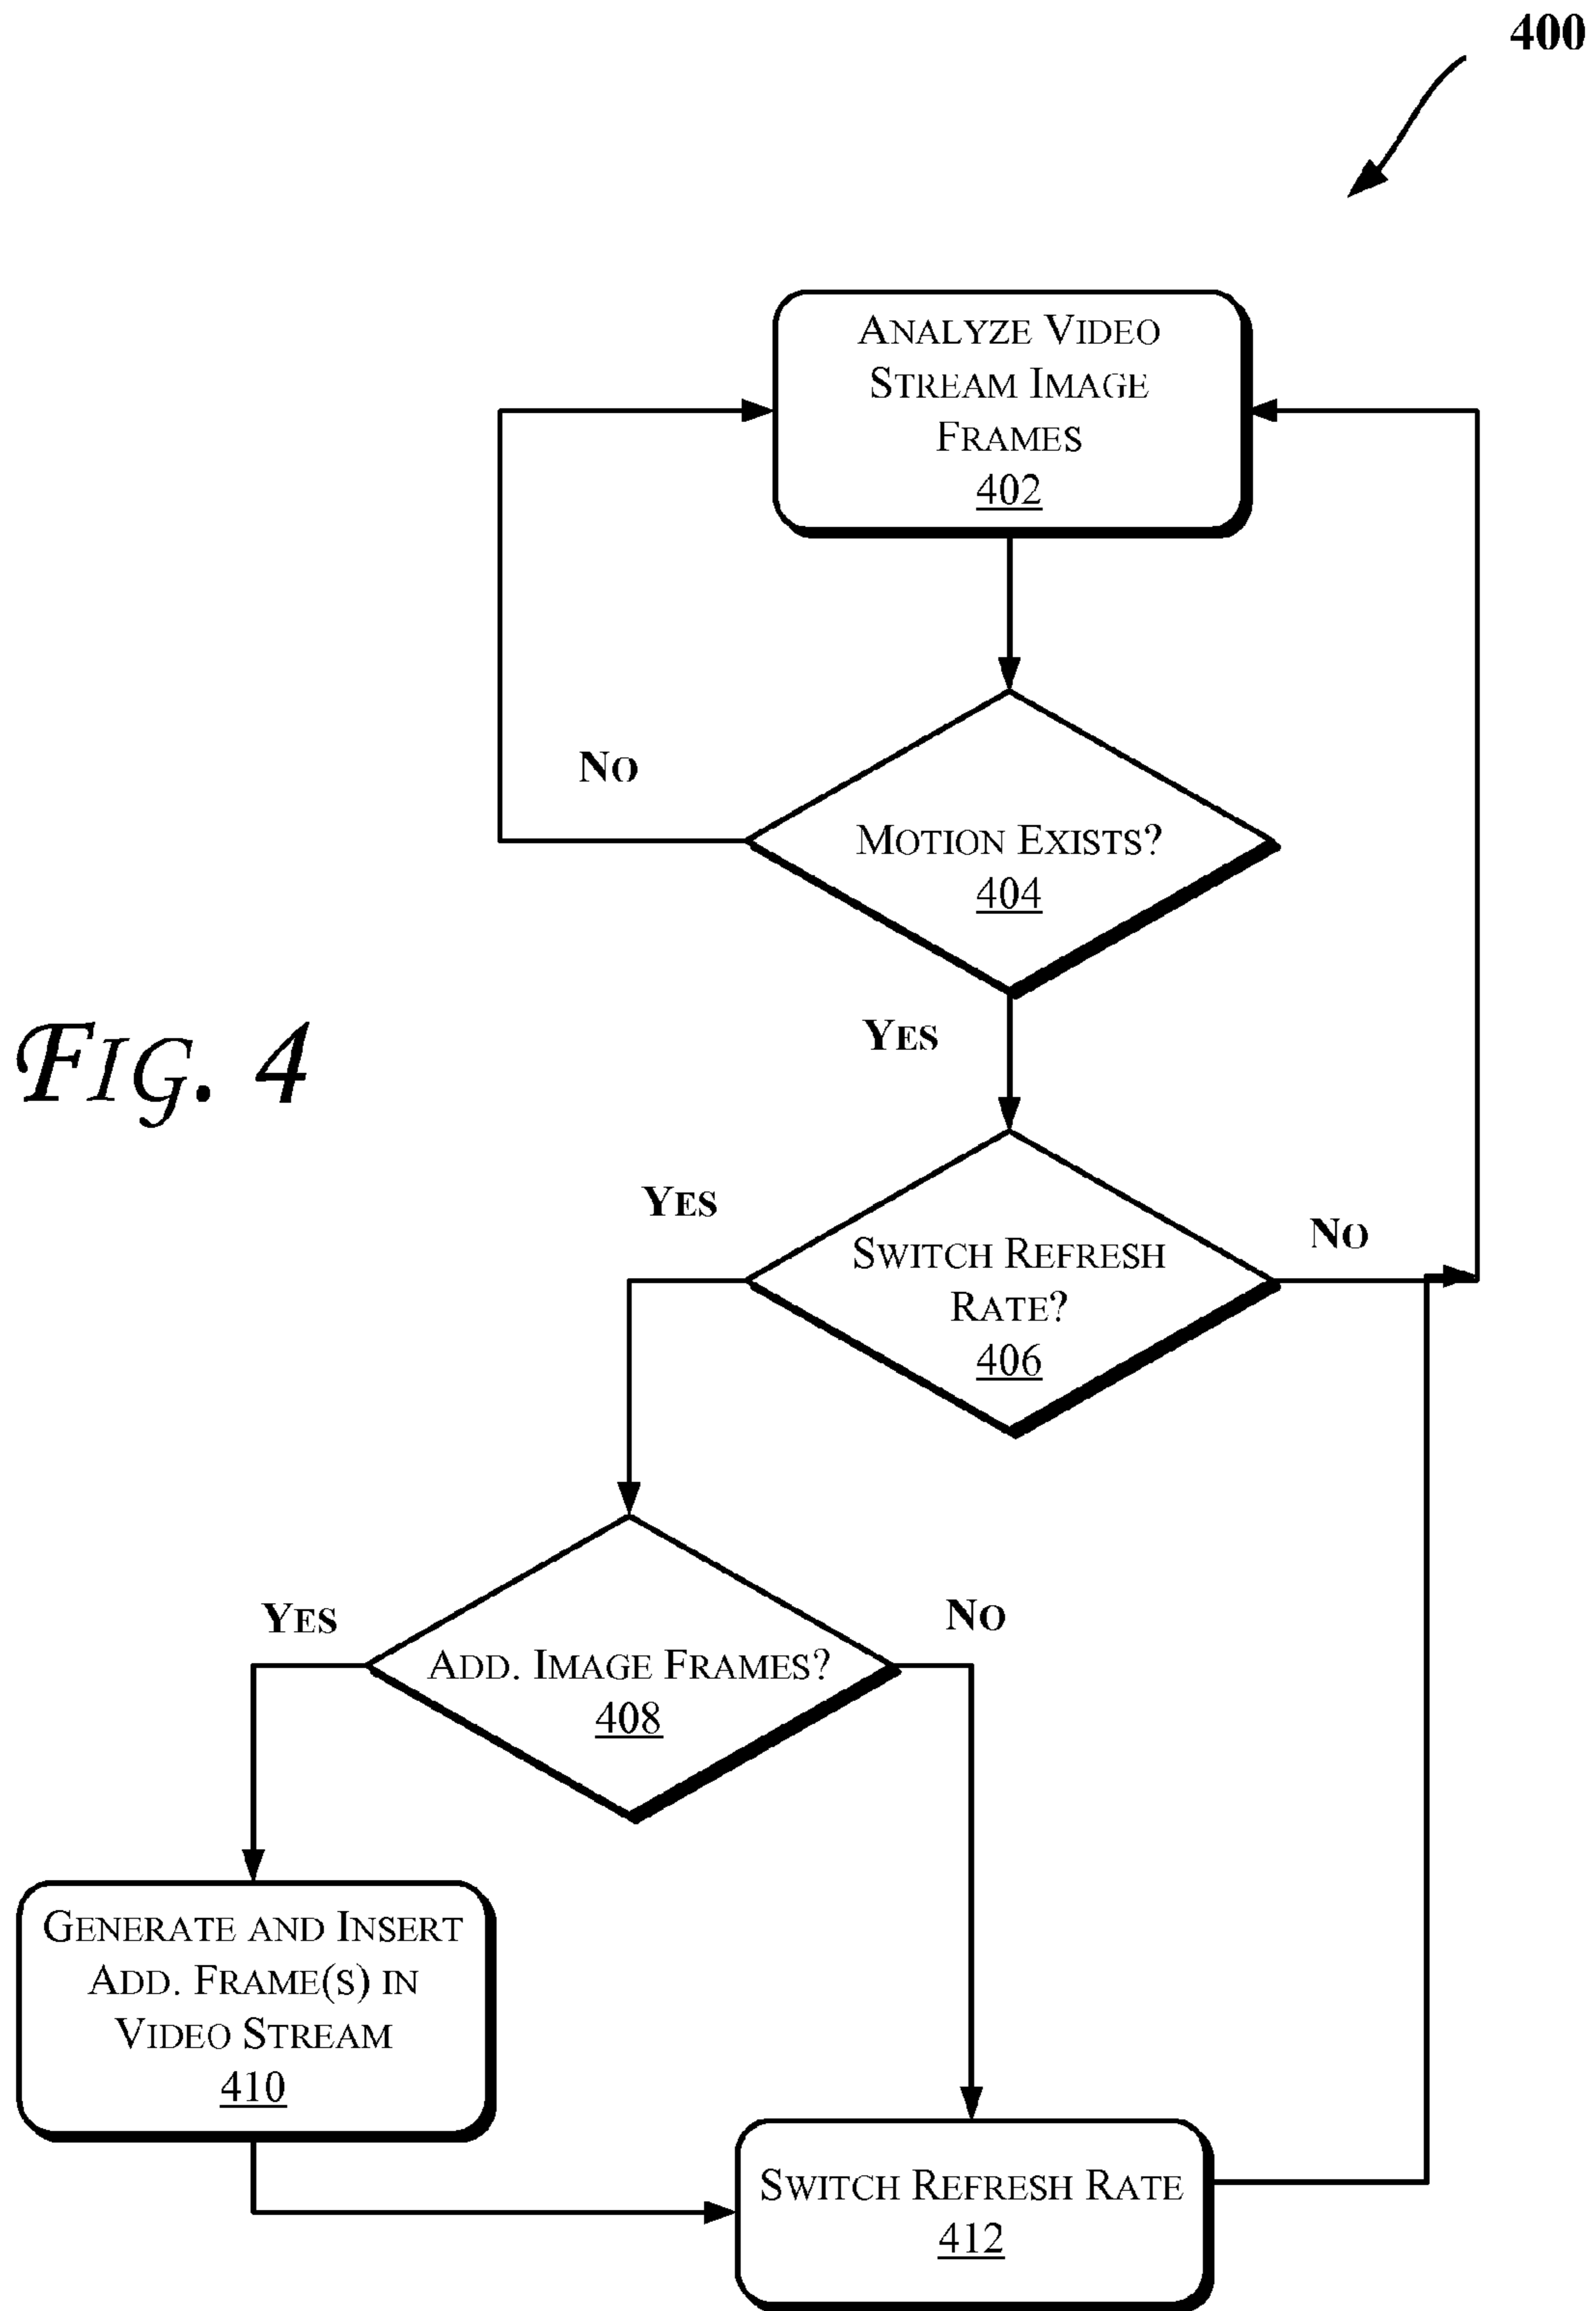 400
ANALYZE VIDEO
STREAM IMAGE
FRAMES
402
NO
MOTION EXISTS?
404
YES
FIG. 4
YES
SWITCH REFRESH
RATE?
406
NO
YES
ADD. IMAGE FRAMES?
408
NO
GENERATE AND INSERT
ADD. FRAME(S) IN
VIDEO STREAM
410
SWITCH REFRESH RATE
412